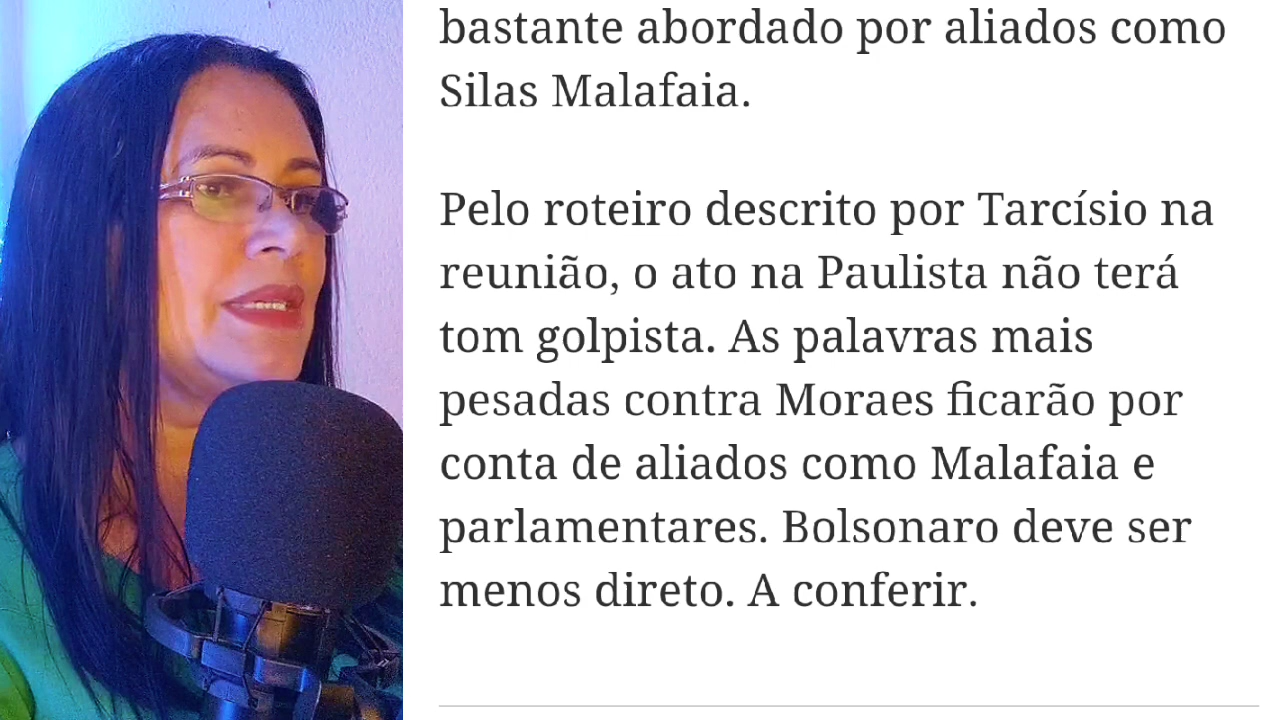 bastante abordado por aliados como
Silas Malafaia.
Pelo roteiro descrito por Tarcísio na
reunião, o ato na Paulista não terá
tom golpista. As palavras mais
pesadas contra Moraes ficarão por
conta de aliados como Malafaia e
parlamentares. Bolsonaro deve ser
menos direto. A conferir.